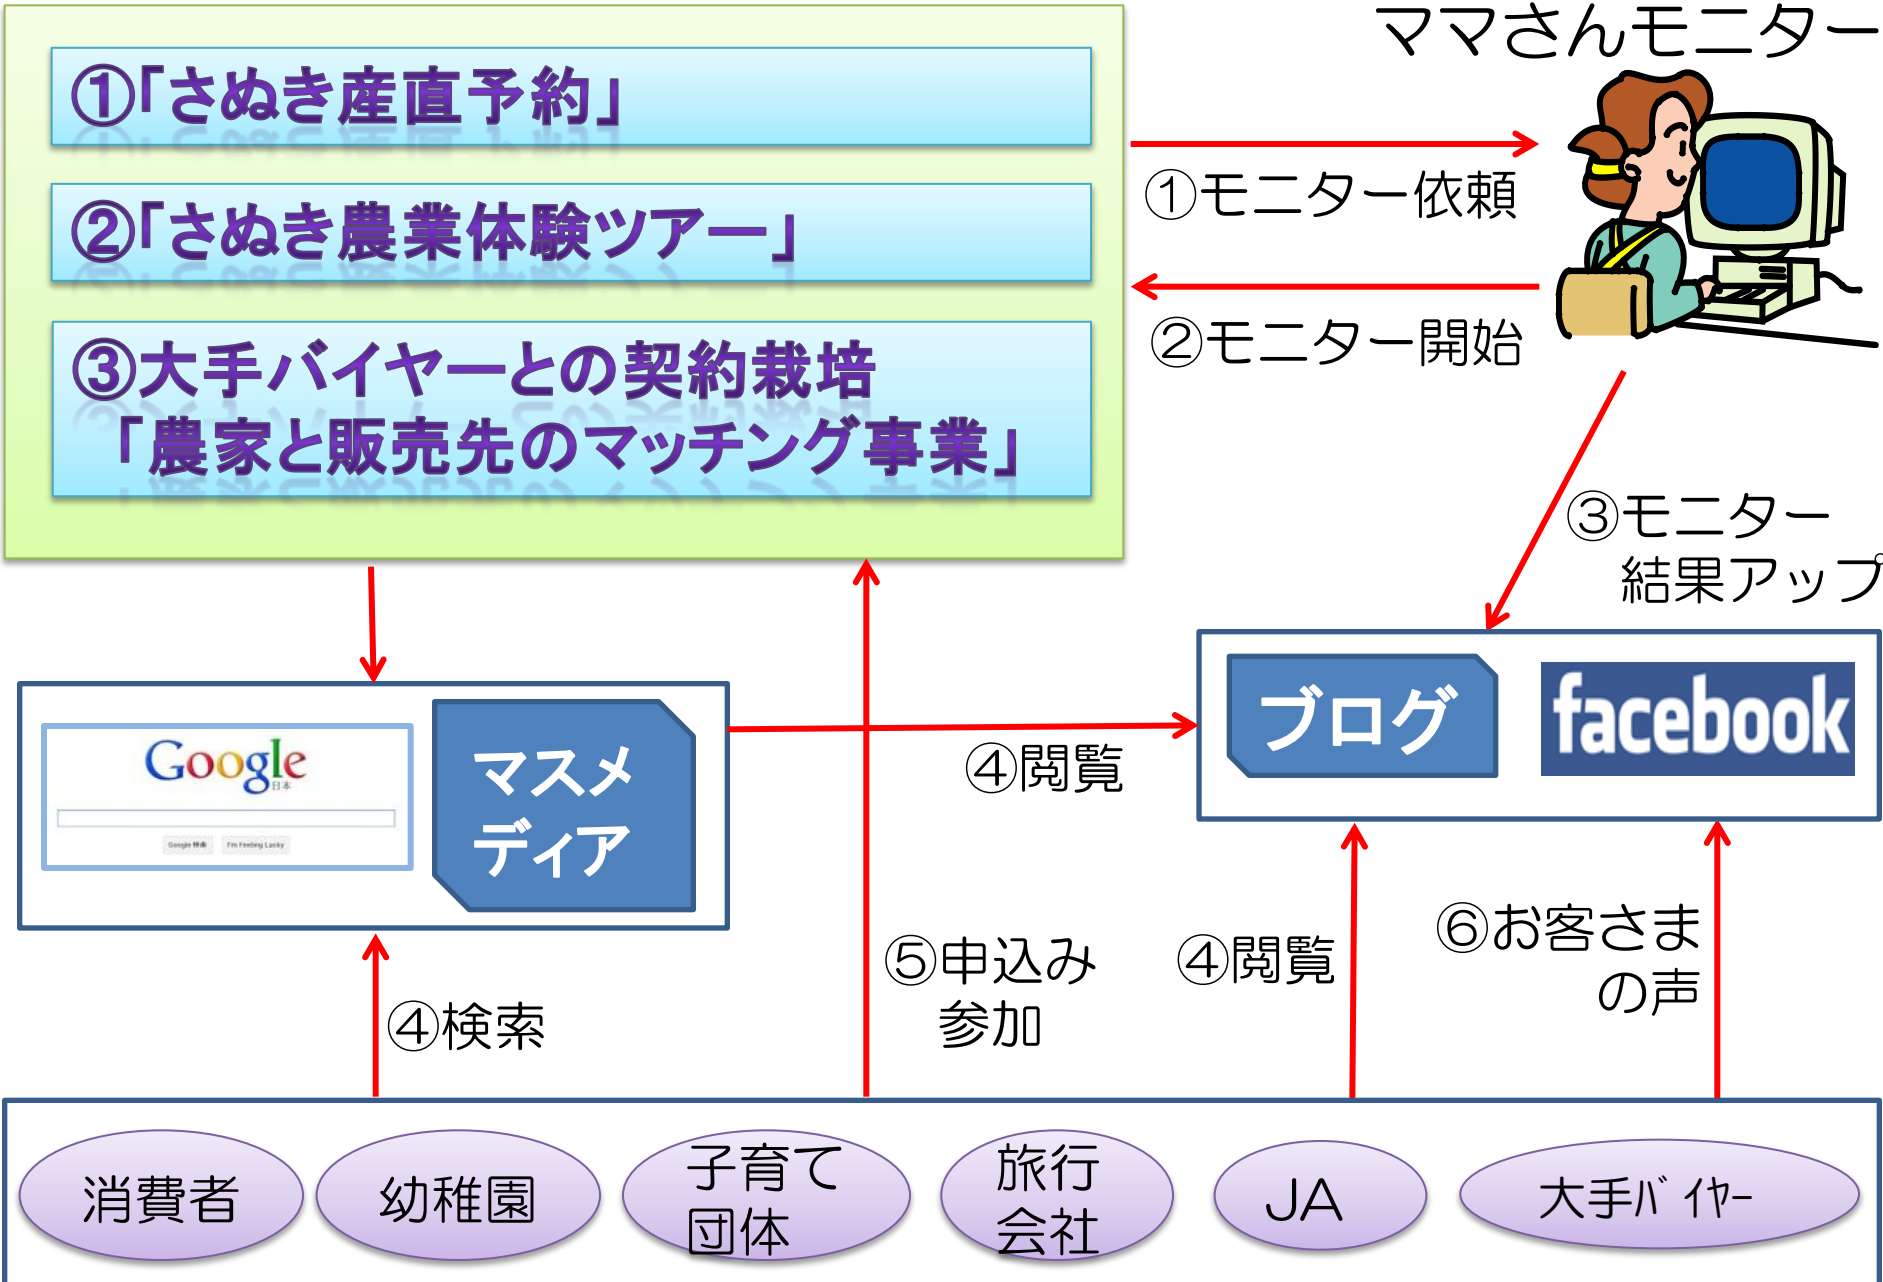 ママさんモニター
①「さぬき産直予約」
②「さぬき農業体験ツアー」
③大手バイヤーとの契約栽培
「農家と販売先のマッチング事業」
①モニター依頼
②モニター開始
③モニター
結果アップ
Google
日本
Google 検索
I'm Feeling Lucky
マスメ
ディア
④閲覧
ブログ
facebook
④検索
⑤申込み
参加
④閲覧
⑥お客さま
の声
消費者
幼稚園
子育て
団体
旅行
会社
JA
大手ﾊﾞｲﾔｰ